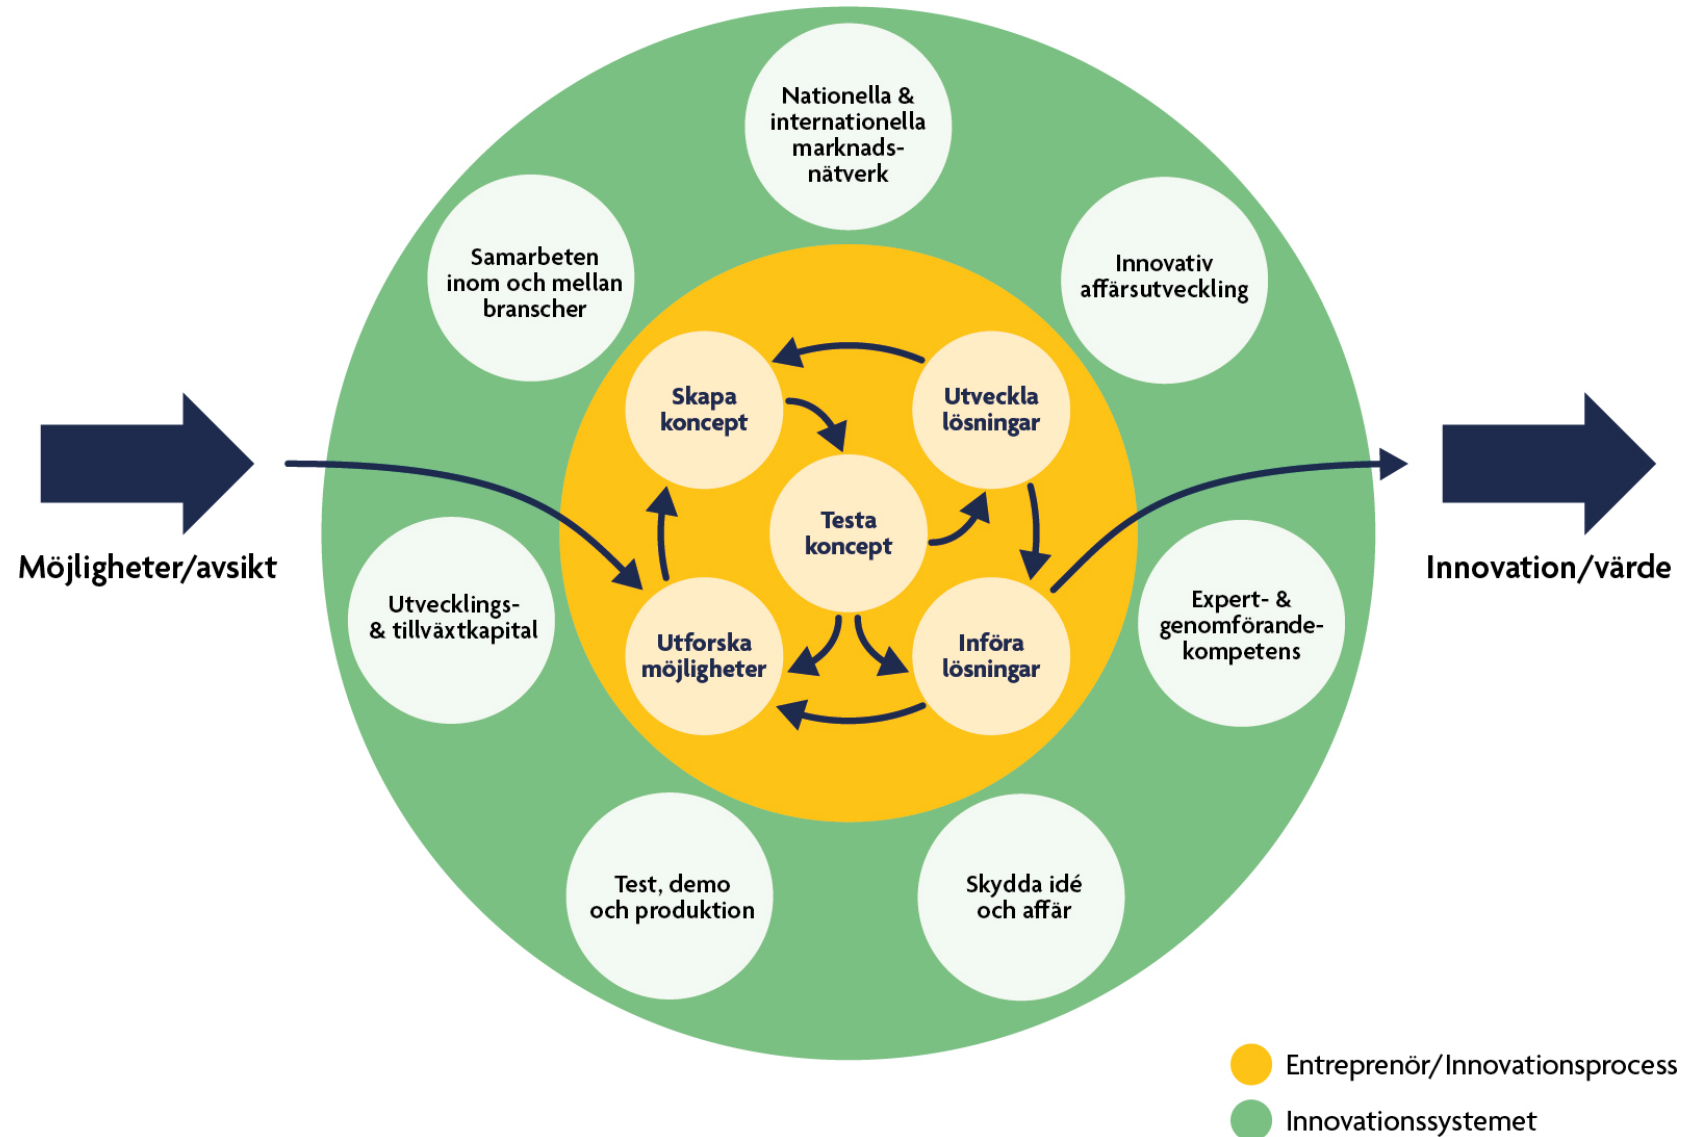 Nationella &
internationella
marknads-
nätverk
Samarbeten
inom och mellan
branscher
Innovativ
affärsutveckling
Skapa
koncept
Utveckla
lösningar
Testa
koncept
Möjligheter/avsikt
Innovation/värde
Utvecklings-
& tillväxtkapital
Utforska
möjligheter
Införa
lösningar
Expert- &
genomförande-
kompetens
Test, demo
och produktion
Skydda idé
och affär
Entreprenör/Innovationsprocess
Innovationssystemet